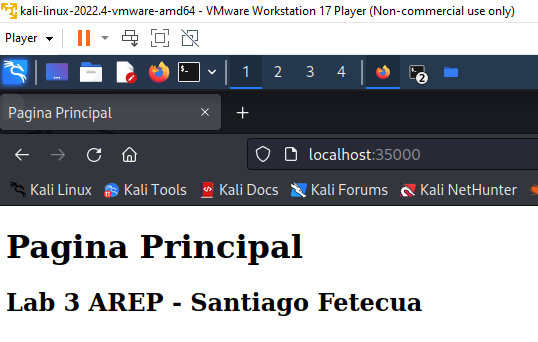 kali-linux-2022.4-vmware-amd64 - VMware Workstation 17 Player (Non-commercial use only)
Player
1 2 3 4 2
Pagina Principal
localhost:35000
Kali Linux Kali Tools Kali Docs Kali Forums Kali NetHunter
Pagina Principal
Lab 3 AREP - Santiago Fetecua